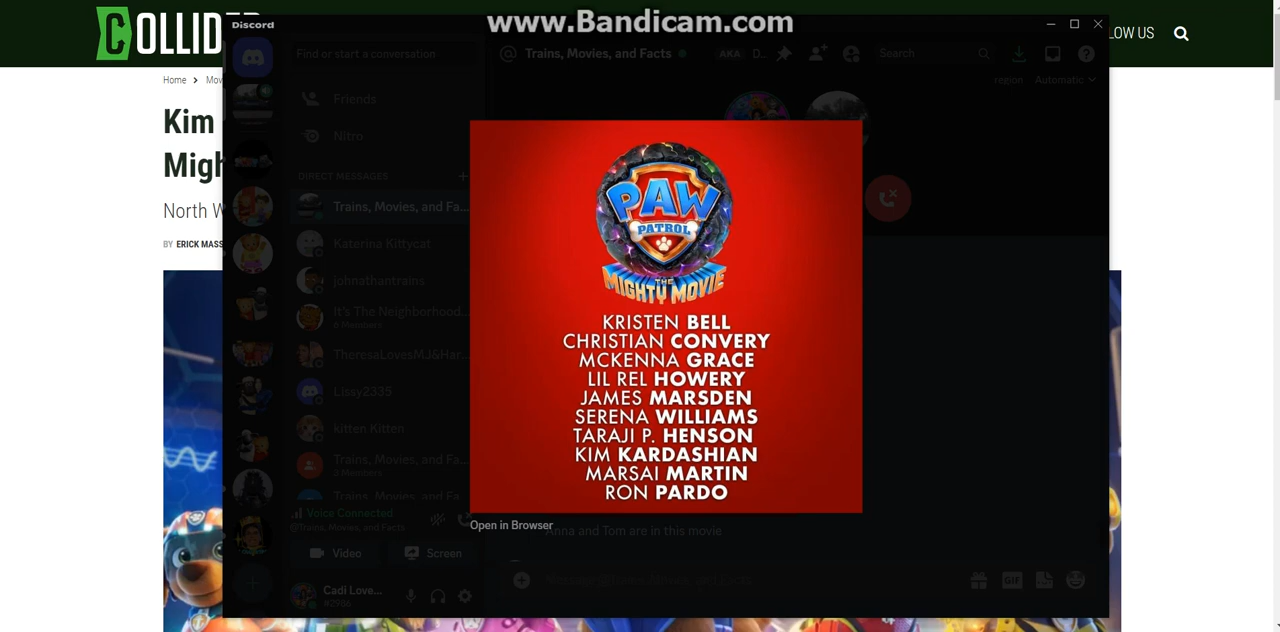 www.Bandicam.com
COLLIDER
Discord
LOW US
Find or start a conversation
Trains, Movies, and Facts
AKA D...
Search
Home > Mov
region Automatic
Friends
Kim
Nitro
Migh
DIRECT MESSAGES
North W
Trains, Movies, and Fa...
BY ERICK MASS
Katerina Kittycat
johnathantrains
It's The Neighborhood...
6 Members
TheresaLovesMJ&Har...
Lissy2335
kitten Kitten
Trains, Movies, and Fa...
Trains, Movies, and Fa...
Voice Connected
@Trains, Movies, and Facts
Video
Screen
Cadi Love...
PAW
PATROL
THE
MIGHTY MOVIE
KRISTEN BELL
CHRISTIAN CONVERY
MCKENNA GRACE
LIL REL HOWERY
JAMES MARSDEN
SERENA WILLIAMS
TARAJI P. HENSON
KIM KARDASHIAN
MARSAI MARTIN
RON PARDO
Open in Browser
Anna and Tom are in this movie
GIF